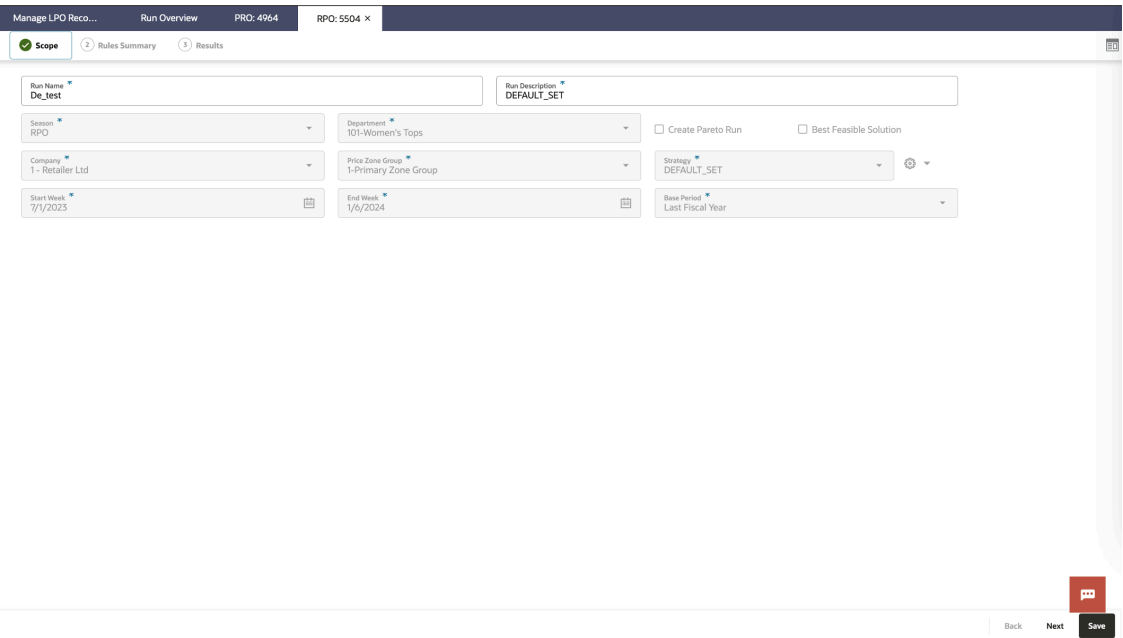 Manage LPO Reco... Run Overview PRO: 4964 RPO: 5504 ×
Scope 2 Rules Summary 3 Results
Run Name * Run Description *
De_test DEFAULT_SET
Season * Department *
RPO 101-Women's Tops Create Pareto Run Best Feasible Solution
Company * Price Zone Group * Strategy *
1 - Retailer Ltd 1-Primary Zone Group DEFAULT_SET
Start Week * End Week * Base Period *
7/1/2023 1/6/2024 Last Fiscal Year
Back Next Save